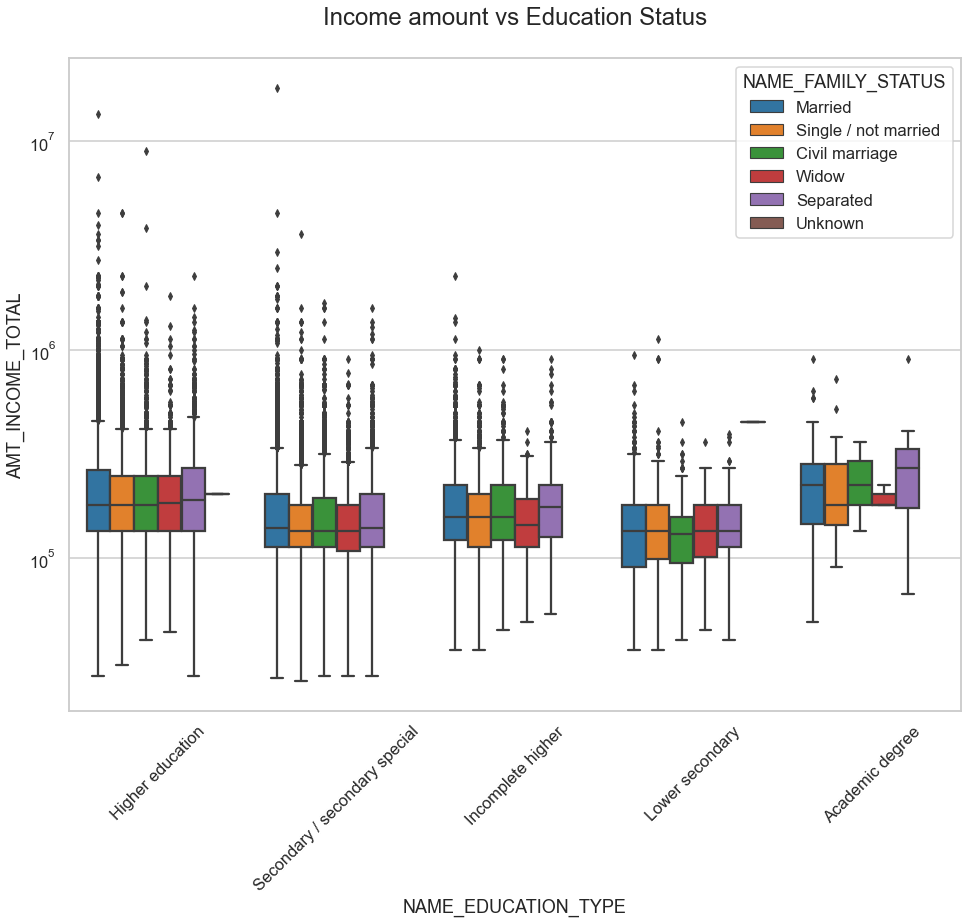 Income amount vs Education Status
NAME_FAMILY_STATUS
Married
Single / not married
Civil marriage
Widow
Separated
Unknown
10^7
10^6
10^5
AMT_INCOME_TOTAL
Higher education
Secondary / secondary special
Incomplete higher
Lower secondary
Academic degree
NAME_EDUCATION_TYPE